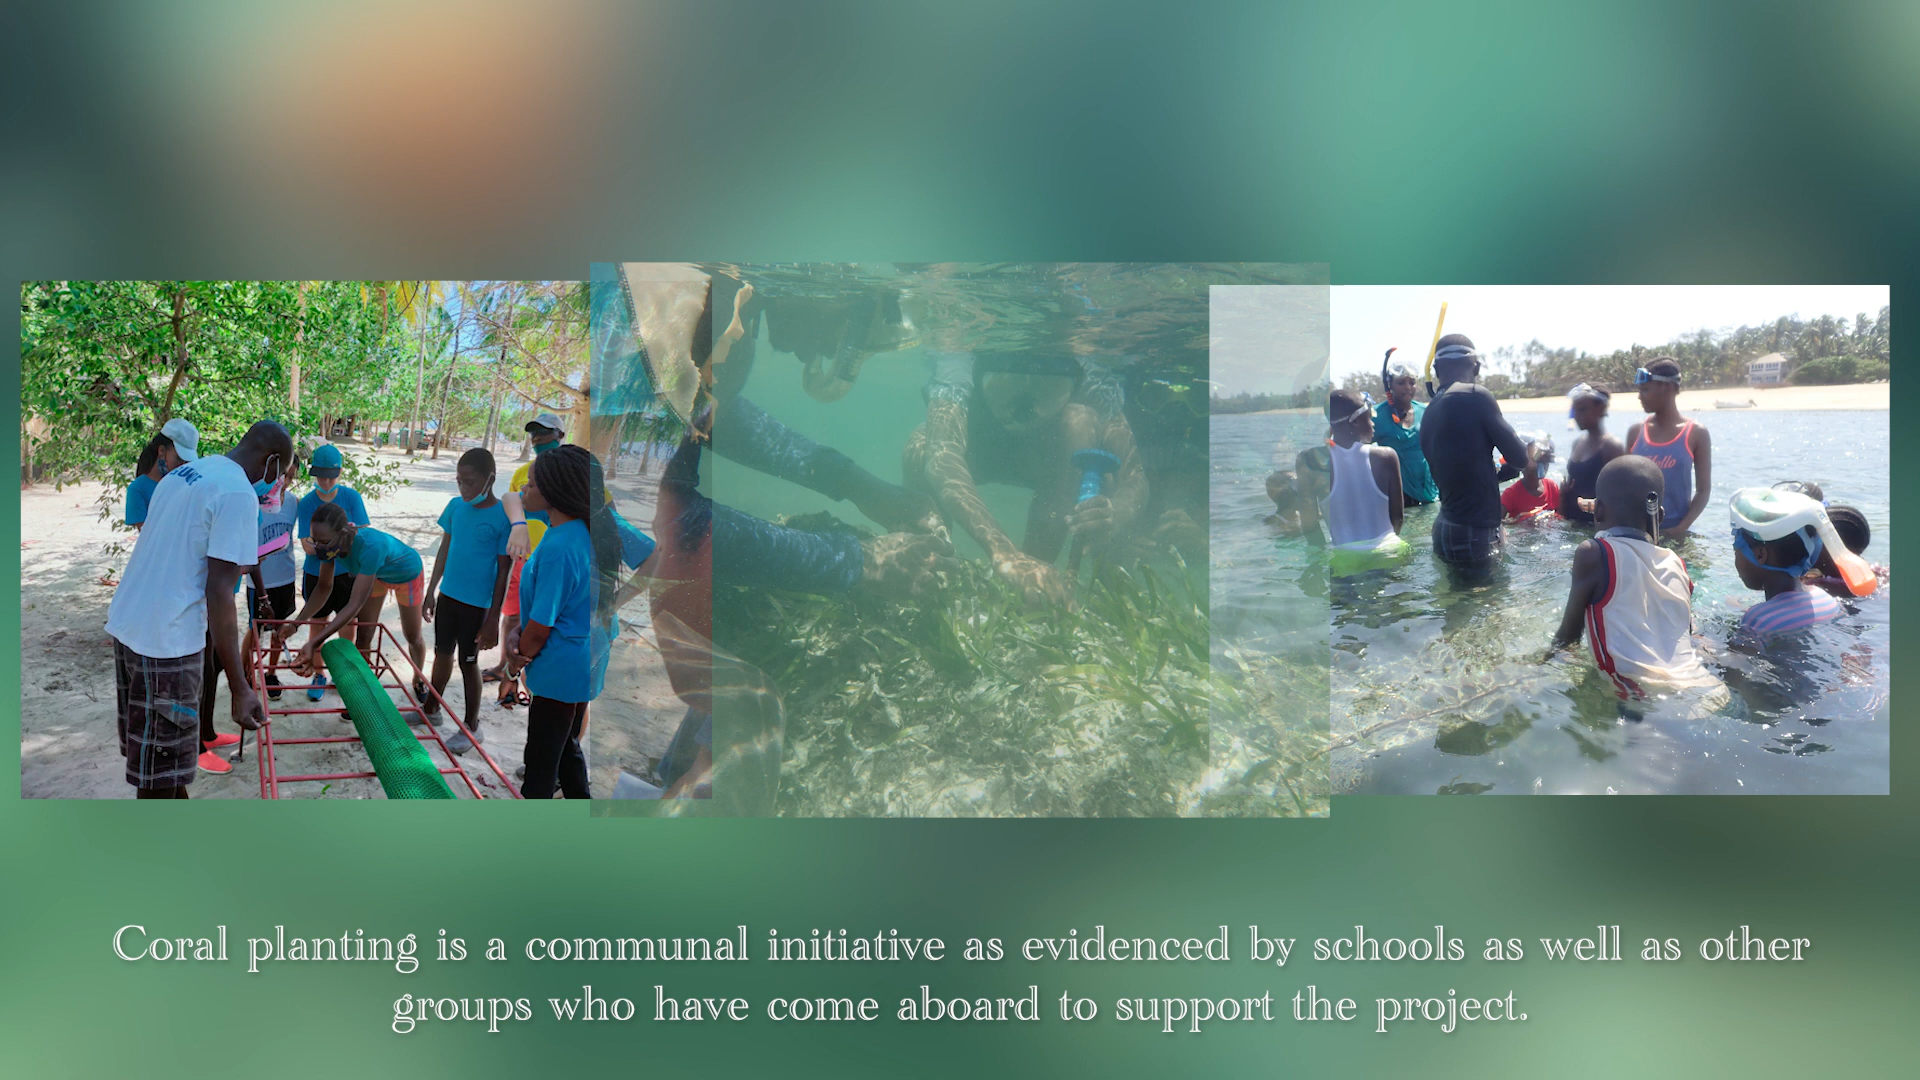 Hello
Coral planting is a communal initiative as evidenced by schools as well as other
groups who have come aboard to support the project.